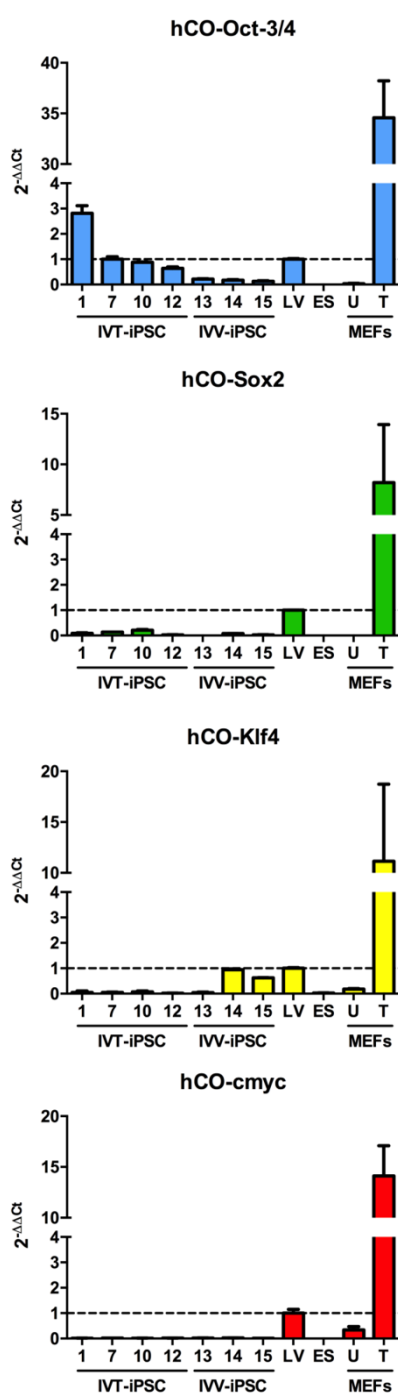 hCO-Oct-3/4
40
35
30
4
3
2
1
0
2-ΔΔCt
1 7 10 12 13 14 15 LV ES U T
IVT-iPSC IVV-iPSC MEFs
hCO-Sox2
15
10
5
4
3
2
1
0
2-ΔΔCt
1 7 10 12 13 14 15 LV ES U T
IVT-iPSC IVV-iPSC MEFs
hCO-Klf4
20
10
4
3
2
1
0
2-ΔΔCt
1 7 10 12 13 14 15 LV ES U T
IVT-iPSC IVV-iPSC MEFs
hCO-cmyc
20
15
10
4
3
2
1
0
2-ΔΔCt
1 7 10 12 13 14 15 LV ES U T
IVT-iPSC IVV-iPSC MEFs